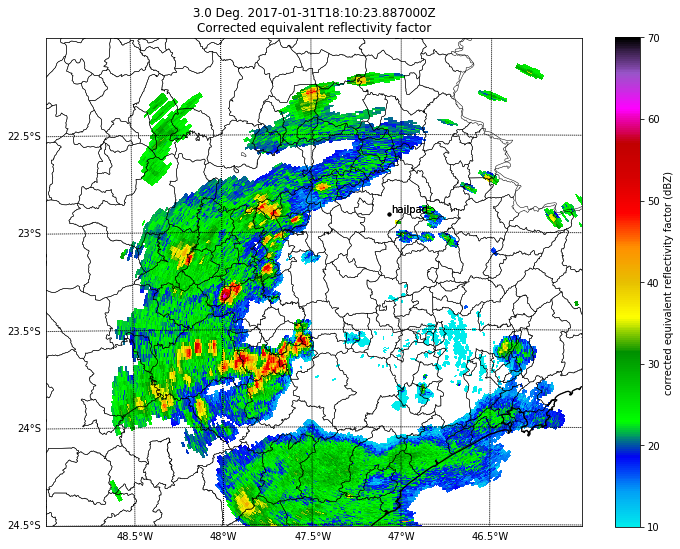 3.0 Deg. 2017-01-31T18:10:23.887000Z
Corrected equivalent reflectivity factor
70
60
50
40
30
20
10
corrected equivalent reflectivity factor (dBZ)
22.5°S
23°S
23.5°S
24°S
24.5°S
hailpad
48.5°W
48°W
47.5°W
47°W
46.5°W